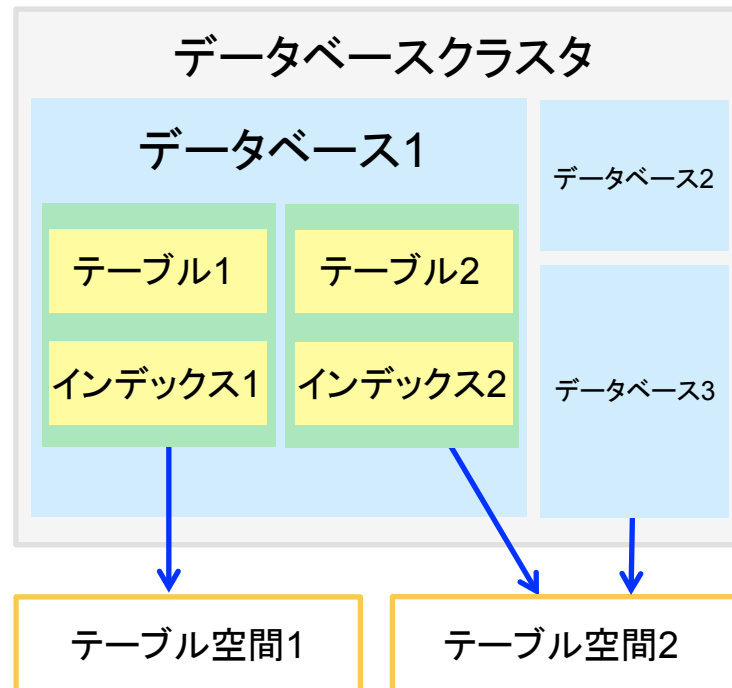 データベースクラスタ
データベース1
データベース2
テーブル1
テーブル2
インデックス1
インデックス2
データベース3
テーブル空間1
テーブル空間2